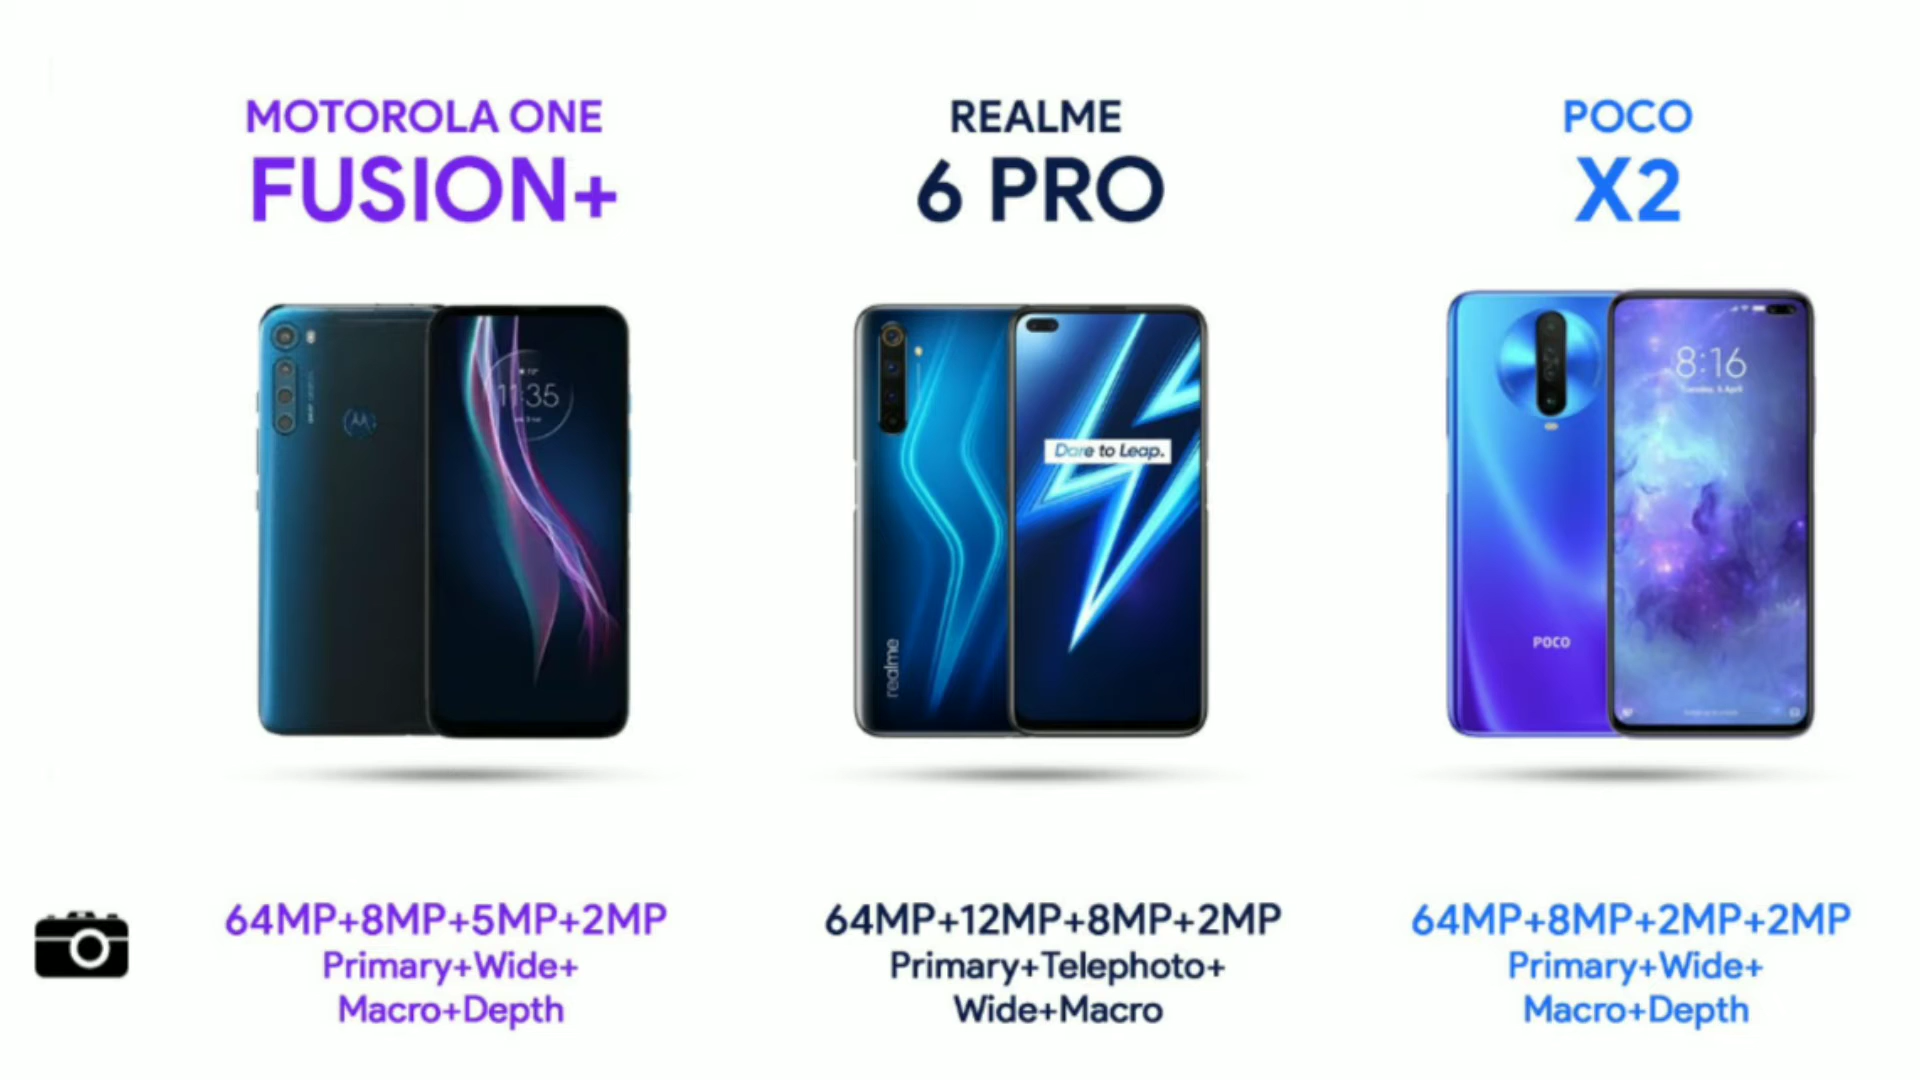 MOTOROLA ONE
FUSION+
REALME
6 PRO
POCO
X2
11:35
Dare to Leap.
realme
8:16
POCO
64MP+8MP+5MP+2MP
Primary+Wide+
Macro+Depth
64MP+12MP+8MP+2MP
Primary+Telephoto+
Wide+Macro
64MP+8MP+2MP+2MP
Primary+Wide+
Macro+Depth